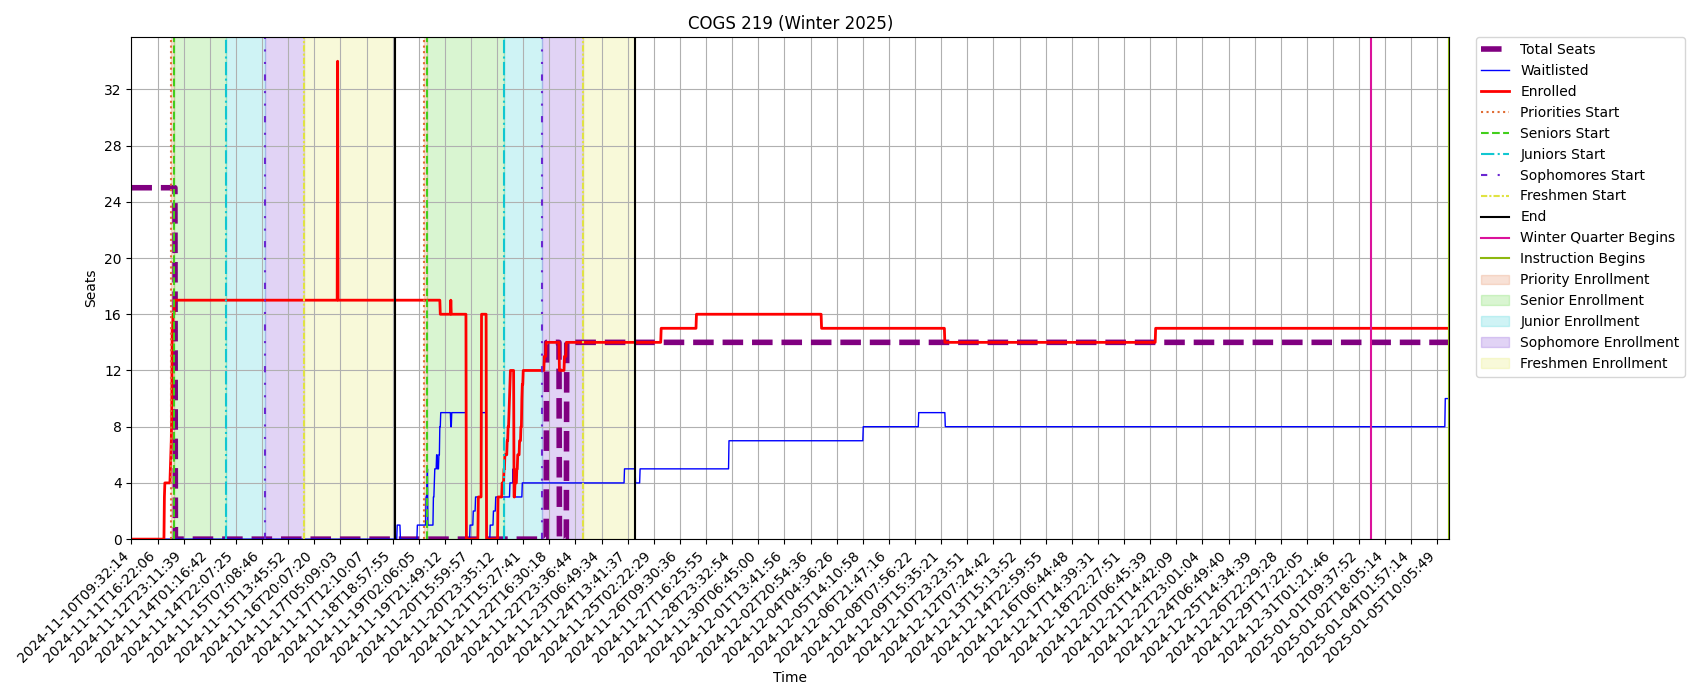 COGS 219 (Winter 2025)
Seats
32
28
24
20
16
12
8
4
0
2024-11-10T09:32:14
2024-11-11T16:22:06
2024-11-12T23:11:39
2024-11-14T01:16:42
2024-11-14T22:07:25
2024-11-15T07:08:46
2024-11-15T13:45:52
2024-11-16T20:07:20
2024-11-17T05:09:03
2024-11-17T12:10:07
2024-11-18T18:57:55
2024-11-19T02:06:05
2024-11-19T21:49:12
2024-11-20T15:59:57
2024-11-20T23:35:12
2024-11-21T15:27:41
2024-11-22T16:30:18
2024-11-22T23:36:44
2024-11-23T06:49:34
2024-11-24T13:41:37
2024-11-25T02:22:29
2024-11-26T09:30:36
2024-11-27T16:25:55
2024-11-28T23:32:54
2024-11-30T06:45:00
2024-12-01T13:41:56
2024-12-02T20:54:36
2024-12-04T04:36:26
2024-12-05T14:10:58
2024-12-06T21:47:16
2024-12-08T07:56:22
2024-12-09T15:35:21
2024-12-10T23:23:51
2024-12-12T07:24:42
2024-12-13T15:13:52
2024-12-14T22:59:55
2024-12-16T06:44:48
2024-12-17T14:39:31
2024-12-18T22:27:51
2024-12-20T06:45:39
2024-12-21T14:42:09
2024-12-22T23:01:04
2024-12-24T06:49:40
2024-12-25T14:34:39
2024-12-26T22:29:28
2024-12-29T17:22:05
2024-12-31T01:21:46
2025-01-01T09:37:52
2025-01-02T18:05:14
2025-01-04T01:57:14
2025-01-05T10:05:49
Time
Total Seats
Waitlisted
Enrolled
Priorities Start
Seniors Start
Juniors Start
Sophomores Start
Freshmen Start
End
Winter Quarter Begins
Instruction Begins
Priority Enrollment
Senior Enrollment
Junior Enrollment
Sophomore Enrollment
Freshmen Enrollment